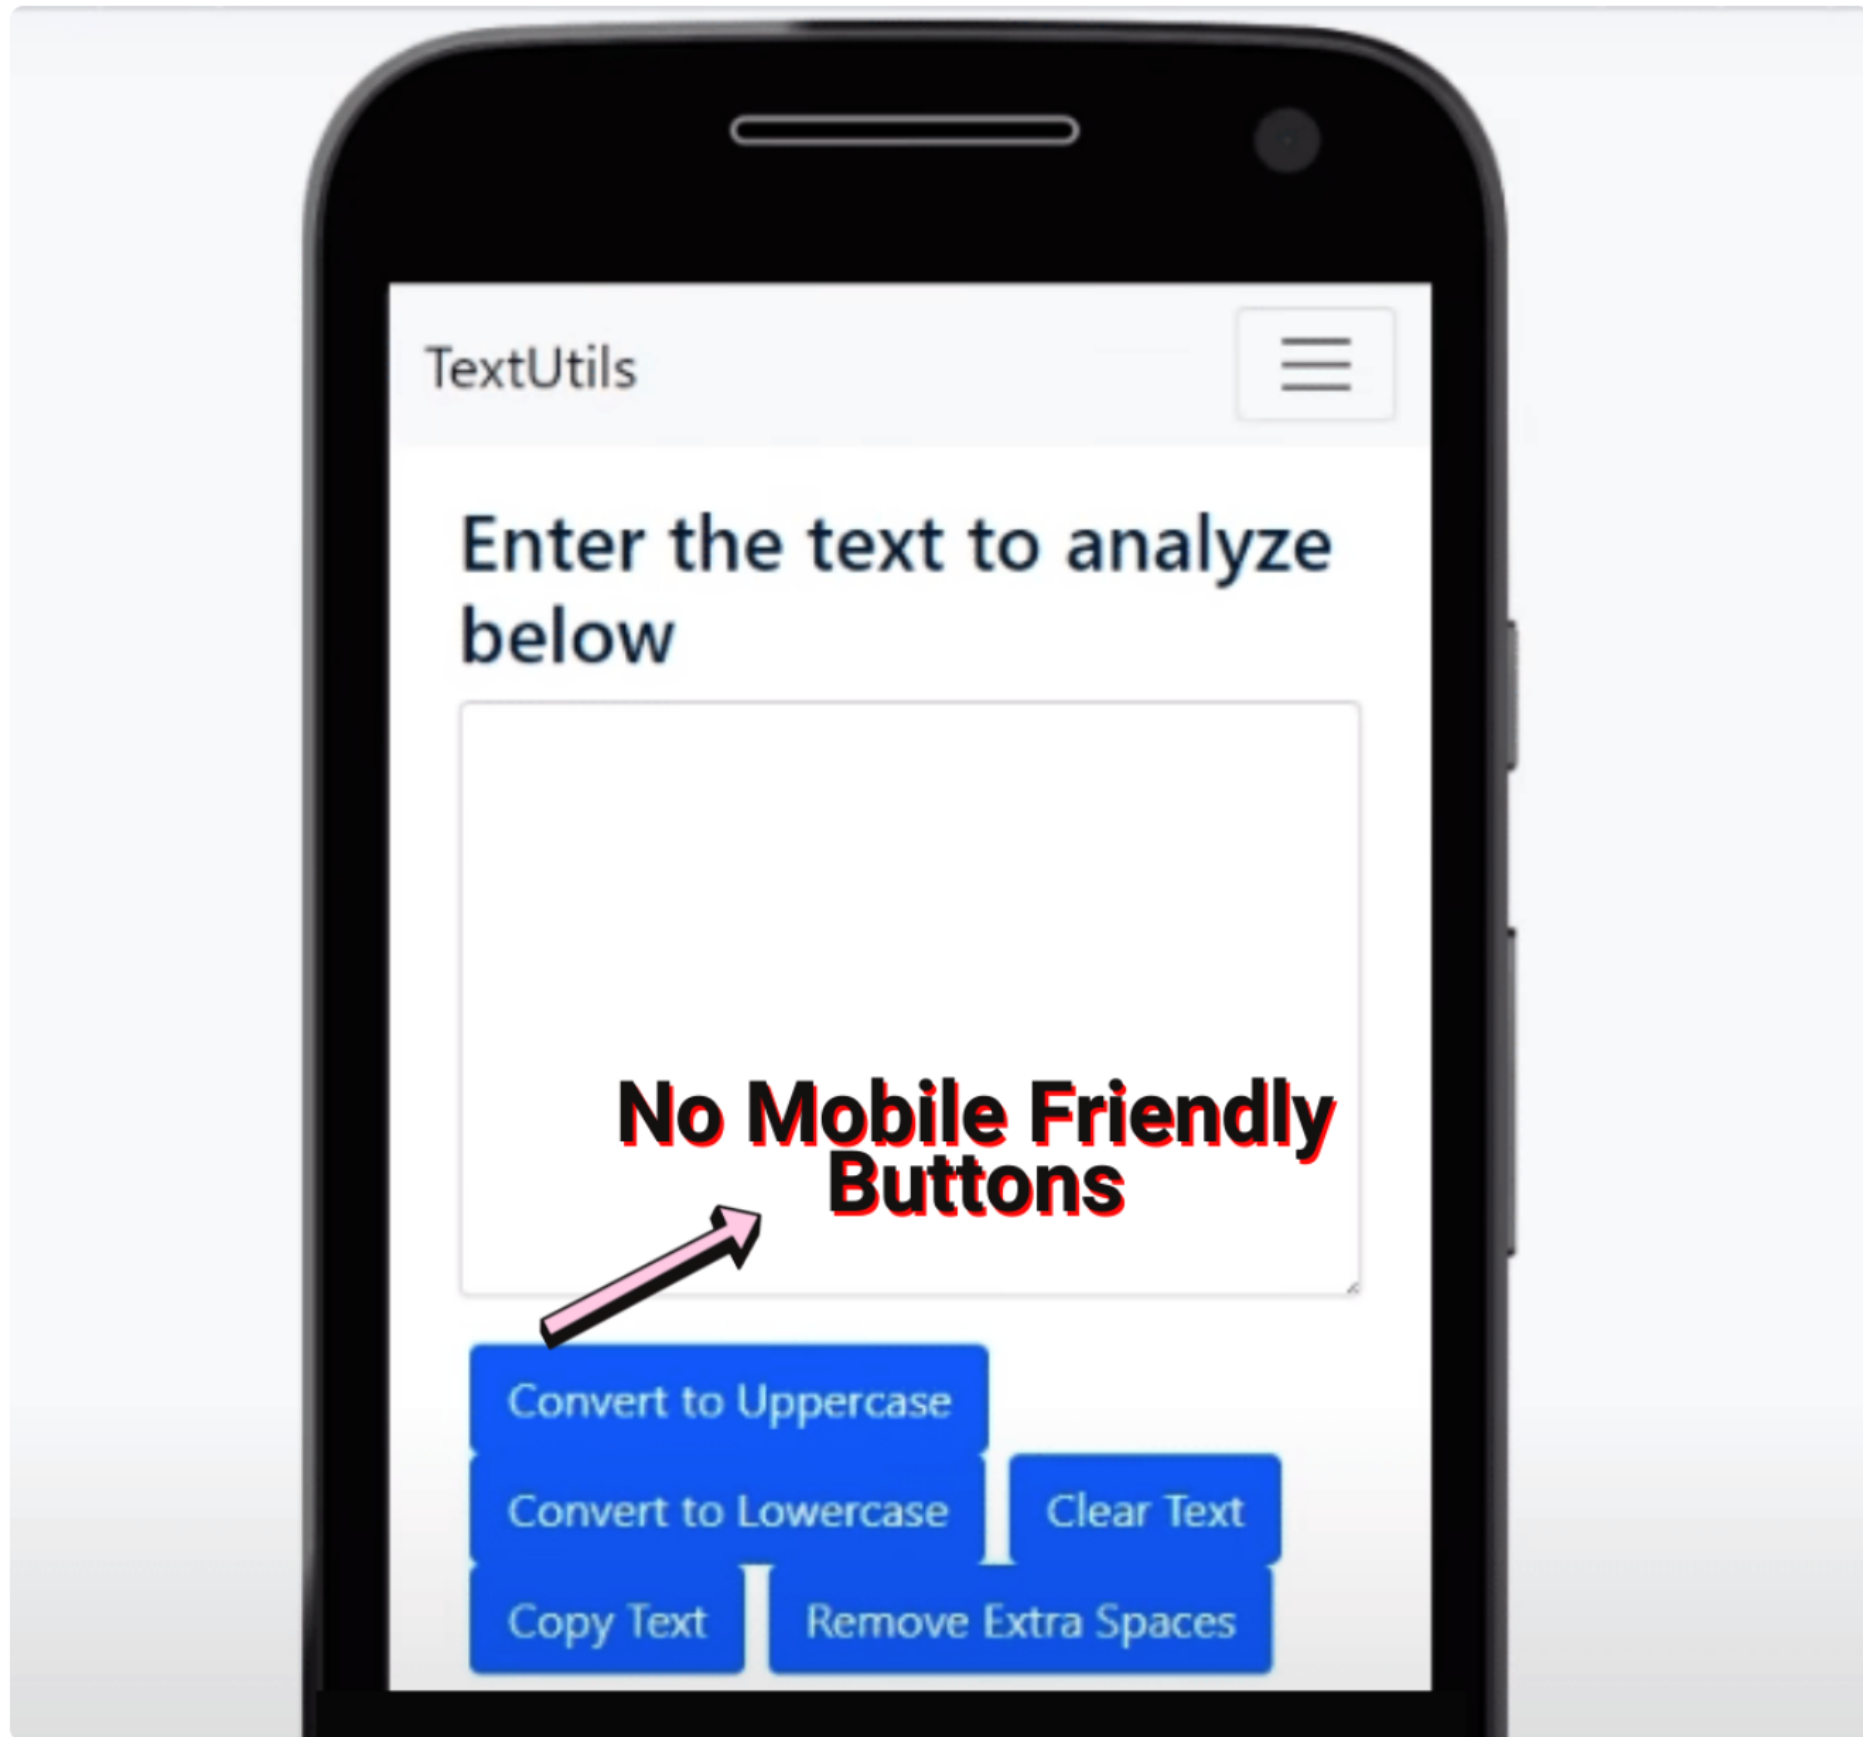 TextUtils
Enter the text to analyze
below
No Mobile Friendly
Buttons
Convert to Uppercase
Convert to Lowercase Clear Text
Copy Text Remove Extra Spaces